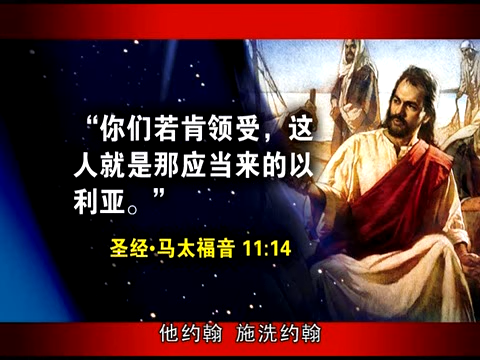 “你们若肯领受，这
人就是那应当来的以
利亚。”
圣经·马太福音 11:14
他约翰 施洗约翰